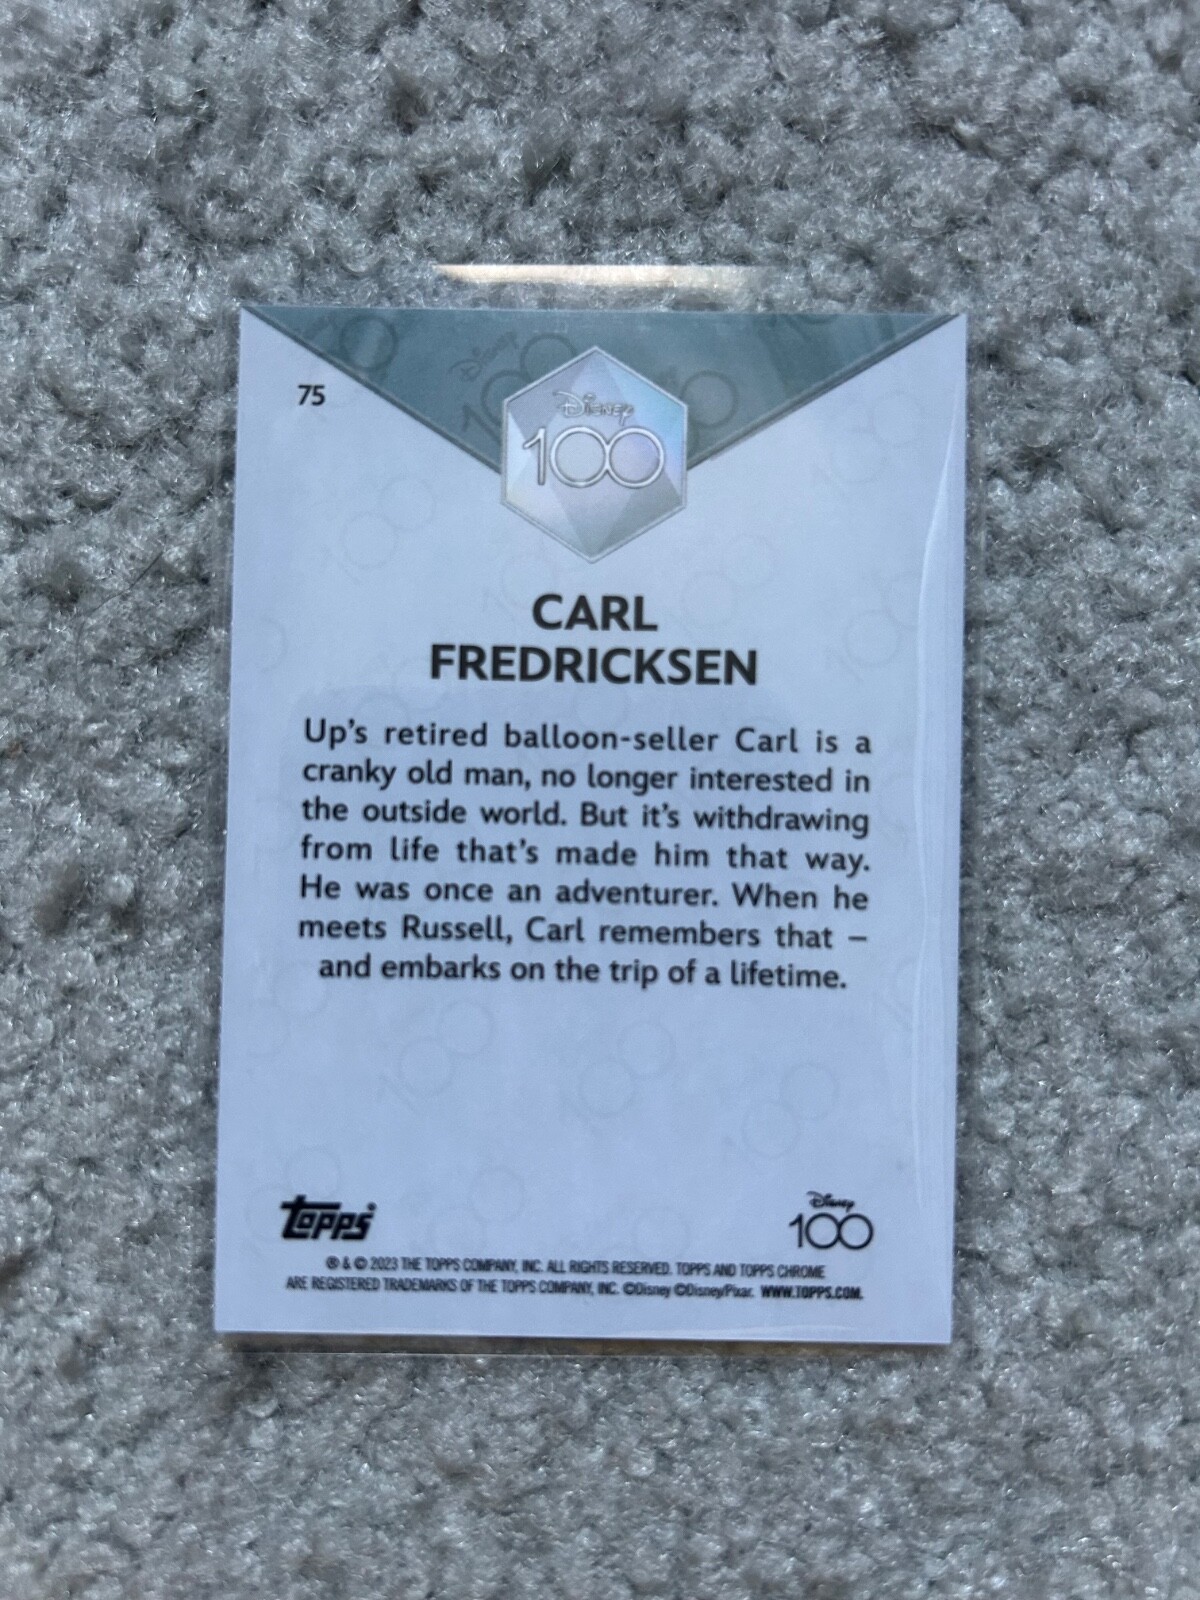 75
Disney
100
CARL
FREDRICKSEN
Up's retired balloon-seller Carl is a
cranky old man, no longer interested in
the outside world. But it's withdrawing
from life that's made him that way.
He was once an adventurer. When he
meets Russell, Carl remembers that –
and embarks on the trip of a lifetime.
topps®
Disney
100
® & © 2023 THE TOPPS COMPANY, INC. ALL RIGHTS RESERVED. TOPPS AND TOPPS CHROME
ARE REGISTERED TRADEMARKS OF THE TOPPS COMPANY, INC. ©Disney ©Disney/Pixar. WWW.TOPPS.COM.